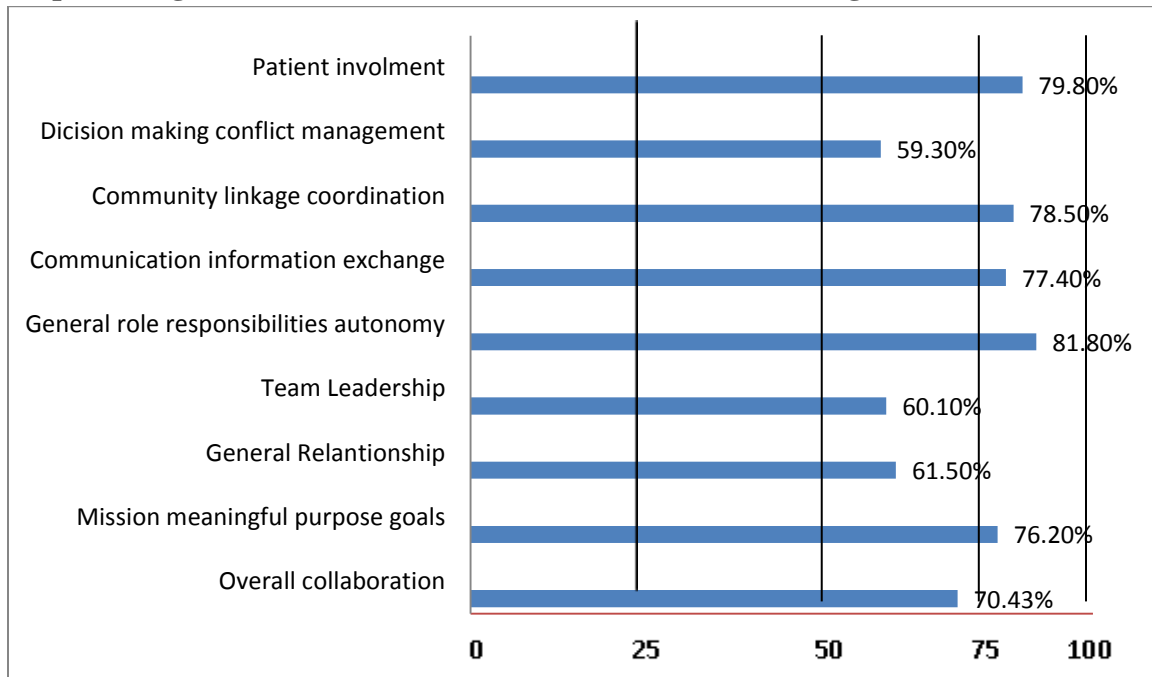 Patient involment
79.80%
Dicision making conflict management
59.30%
Community linkage coordination
78.50%
Communication information exchange
77.40%
General role responsibilities autonomy
81.80%
Team Leadership
60.10%
General Relantionship
61.50%
Mission meaningful purpose goals
76.20%
Overall collaboration
70.43%
0 25 50 75 100